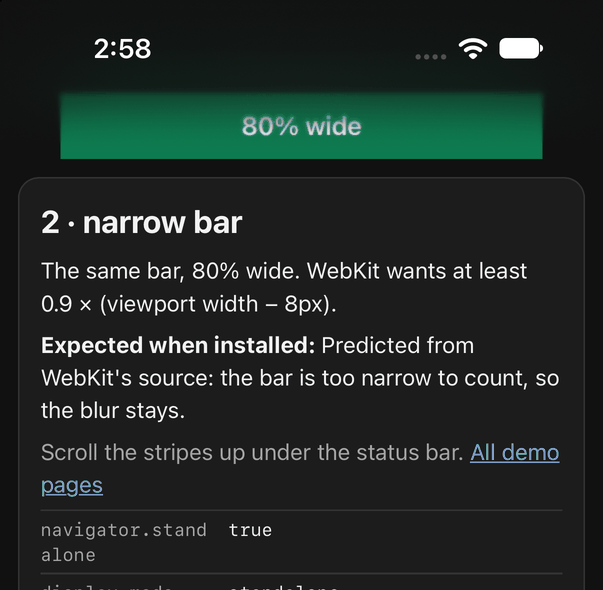 2:58
80% wide
2 · narrow bar
The same bar, 80% wide. WebKit wants at least
0.9 × (viewport width – 8px).
Expected when installed: Predicted from
WebKit's source: the bar is too narrow to count, so
the blur stays.
Scroll the stripes up under the status bar. All demo
pages
navigator.stand true
alone